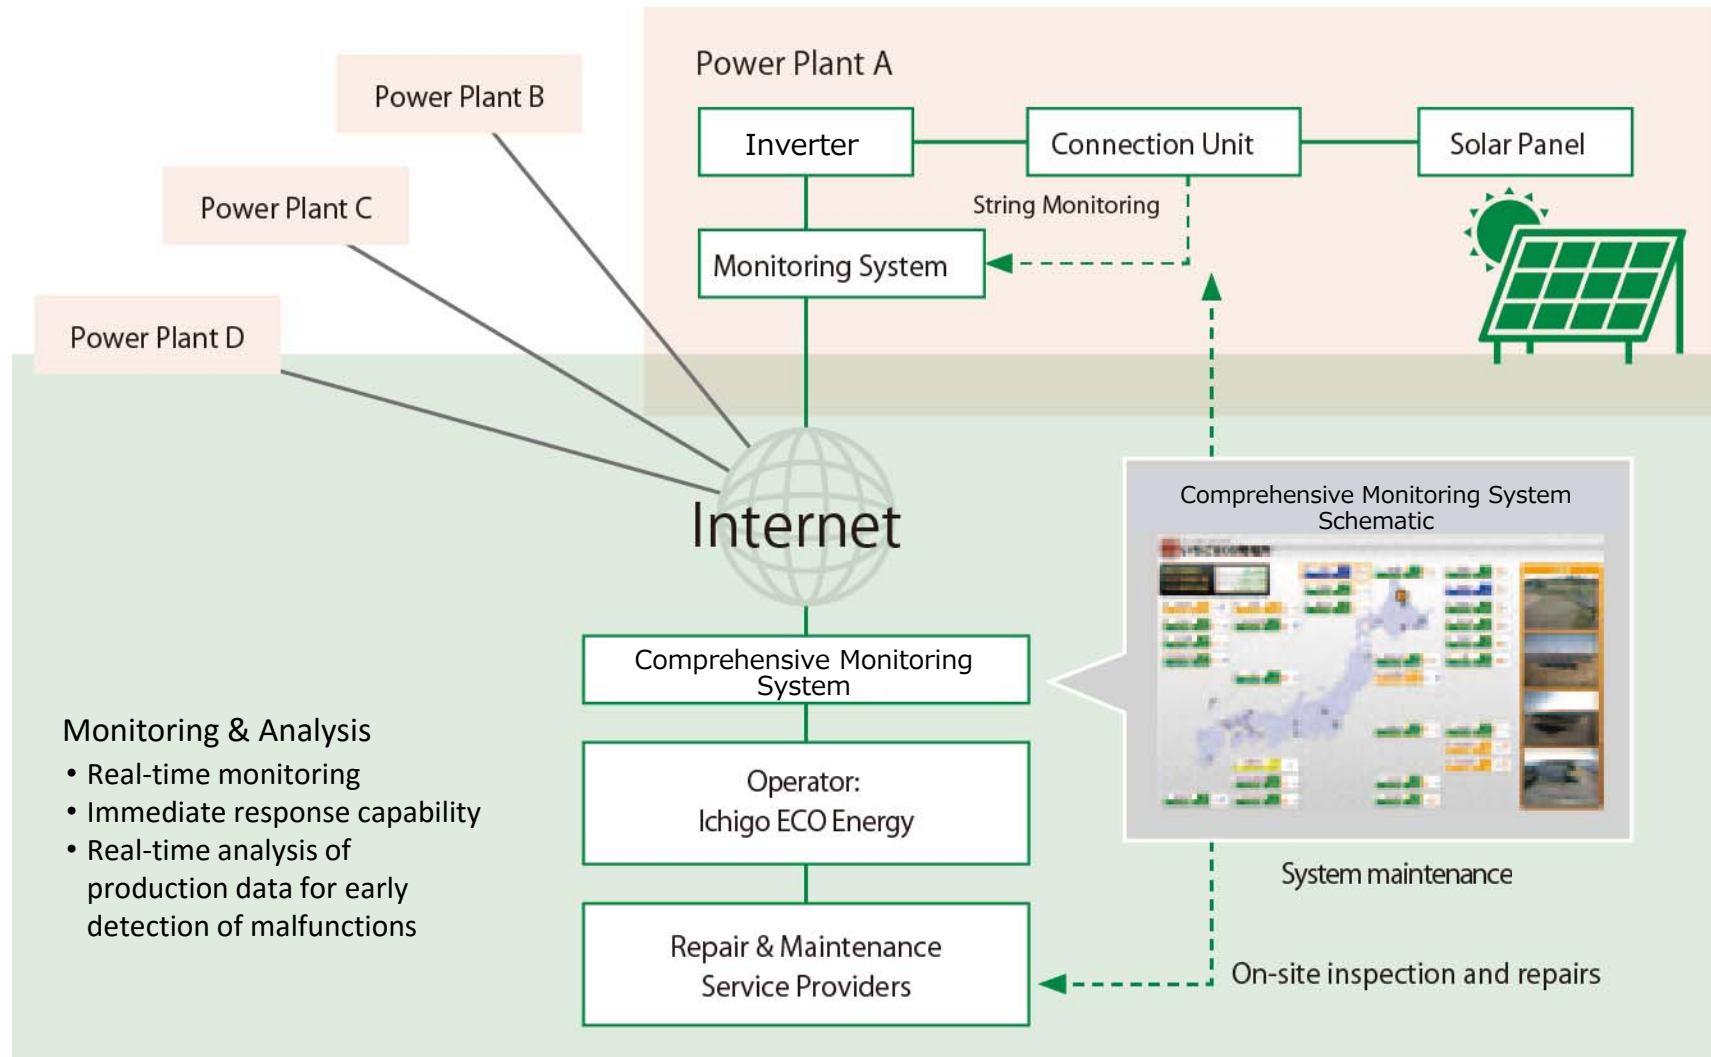 Power Plant A
Power Plant B
Inverter
Connection Unit
Solar Panel
Power Plant C
String Monitoring
Monitoring System
Power Plant D
Internet
Comprehensive Monitoring System
Schematic
Comprehensive Monitoring
System
Monitoring & Analysis
• Real-time monitoring
• Immediate response capability
• Real-time analysis of
production data for early
detection of malfunctions
Operator:
Ichigo ECO Energy
System maintenance
Repair & Maintenance
Service Providers
On-site inspection and repairs